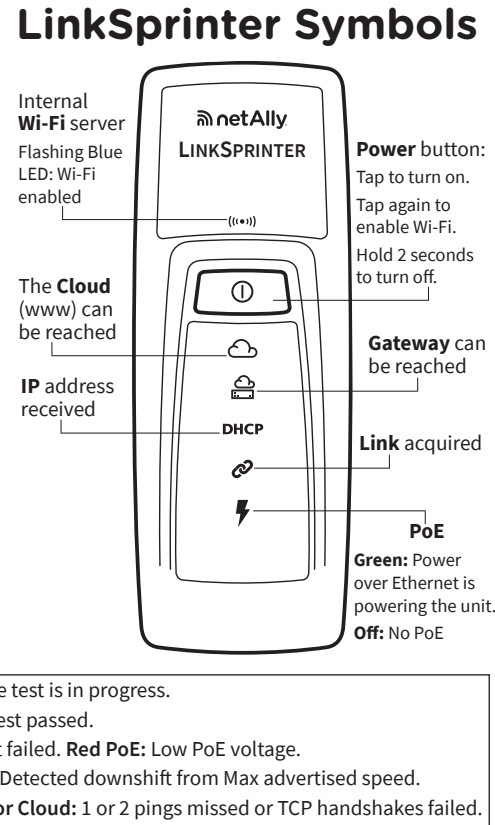 LinkSprinter Symbols
Internal
Wi-Fi server
Flashing Blue
LED: Wi-Fi
enabled
netAlly
LINKSPRINTER
Power button:
Tap to turn on.
Tap again to
enable Wi-Fi.
Hold 2 seconds
to turn off.
The Cloud
(www) can
be reached
Gateway can
be reached
IP address
received
DHCP
Link acquired
PoE
Green: Power
over Ethernet is
powering the unit.
Off: No PoE
e test is in progress.
est passed.
t failed. Red PoE: Low PoE voltage.
Detected downshift from Max advertised speed.
or Cloud: 1 or 2 pings missed or TCP handshakes failed.